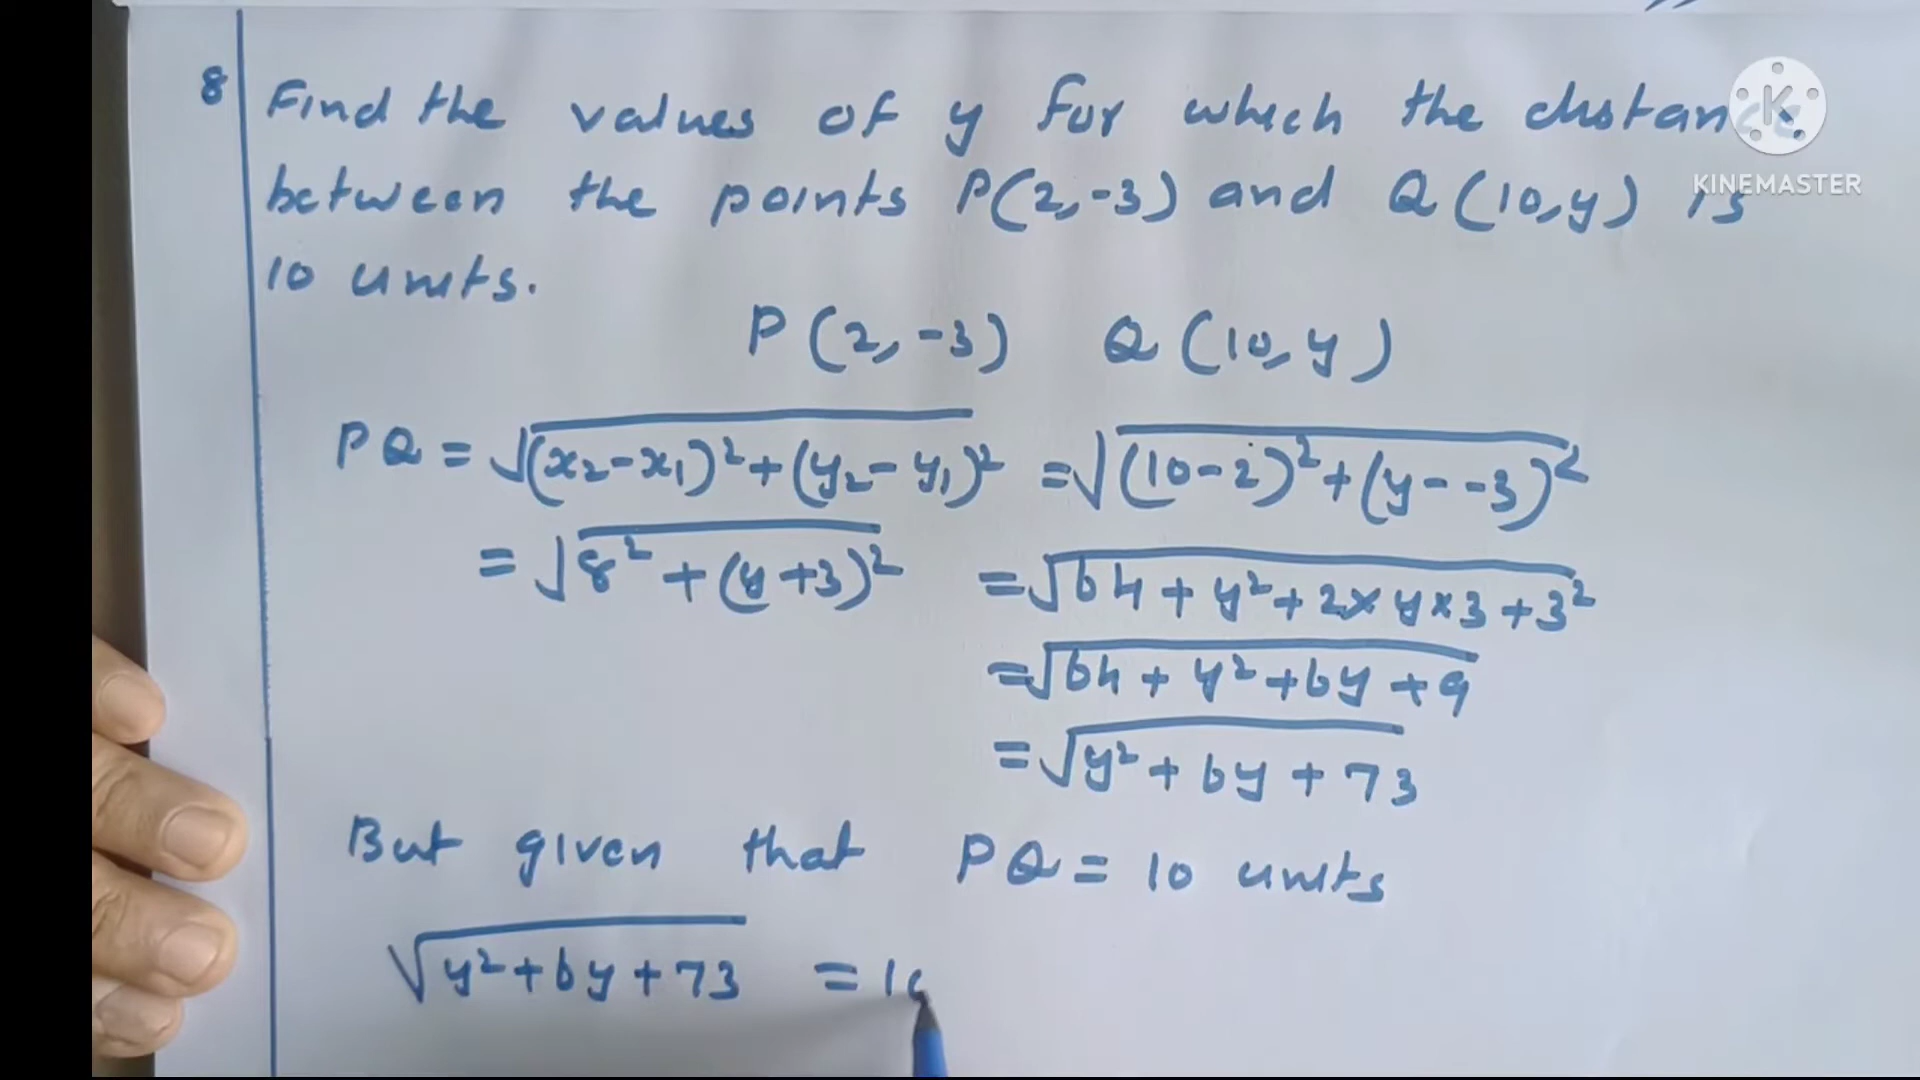 8 Find the values of y for which the distance
KINEMASTER
between the points P(2,-3) and Q(10,y) is
10 units.
P(2,-3) Q(10,y)
PQ = √(x₂-x₁)²+(y₂-y₁)² = √(10-2)²+(y--3)²
= √8²+(y+3)² = √64+y²+2×y×3+3²
= √64+y²+6y+9
= √y²+6y+73
But given that PQ = 10 units
√y²+6y+73 = 10